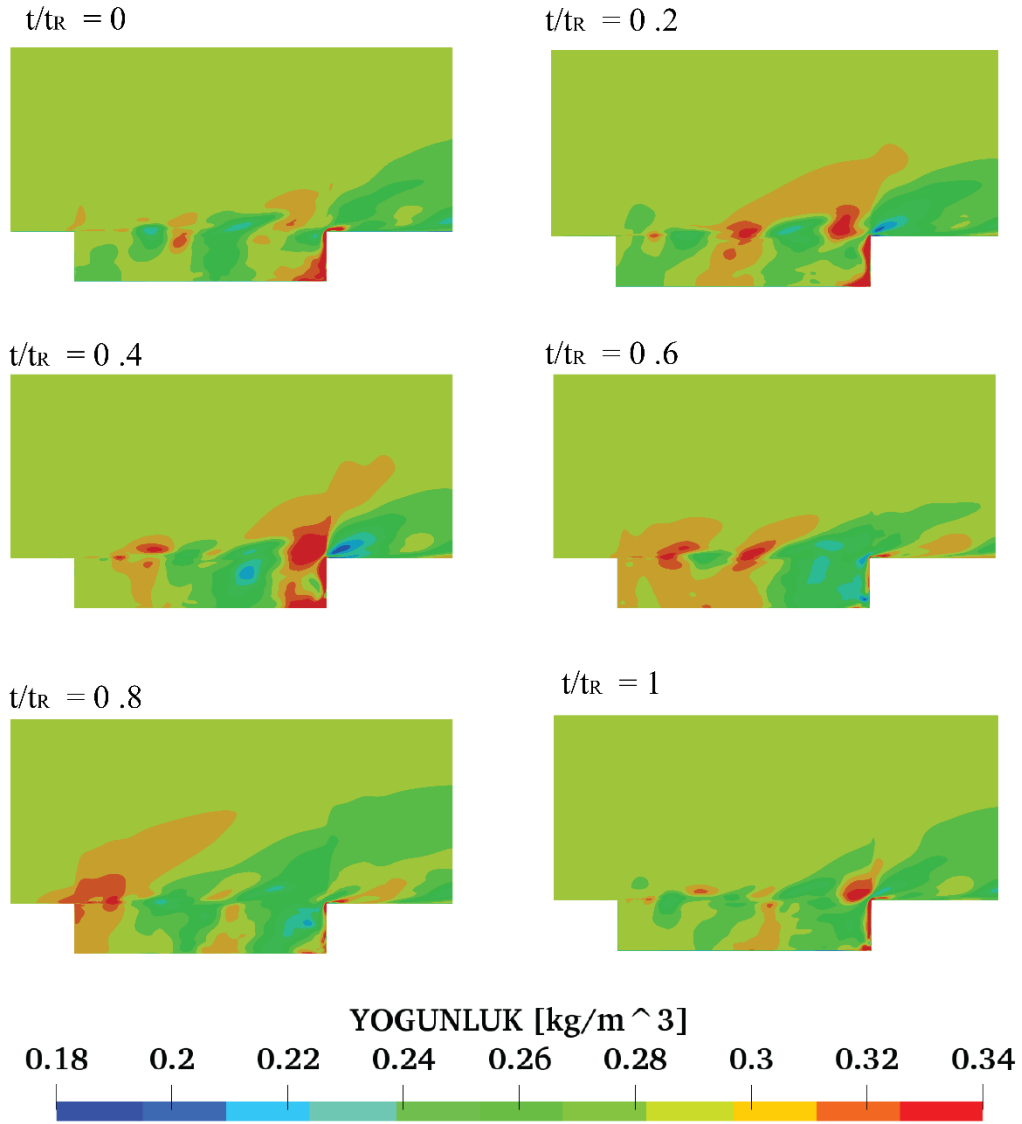 t/tR = 0
t/tR = 0 .2
t/tR = 0 .4
t/tR = 0 .6
t/tR = 0 .8
t/tR = 1
YOGUNLUK [kg/m ^ 3]
0.18 0.2 0.22 0.24 0.26 0.28 0.3 0.32 0.34